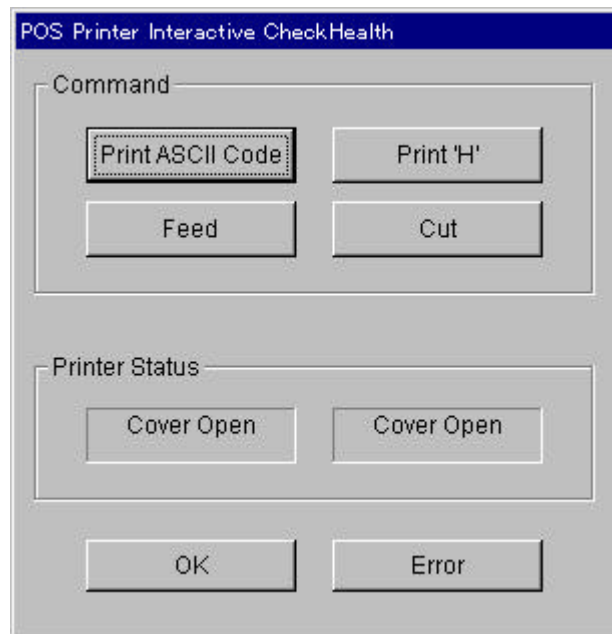 POS Printer Interactive CheckHealth
Command
Print ASCII Code
Print 'H'
Feed
Cut
Printer Status
Cover Open
Cover Open
OK
Error